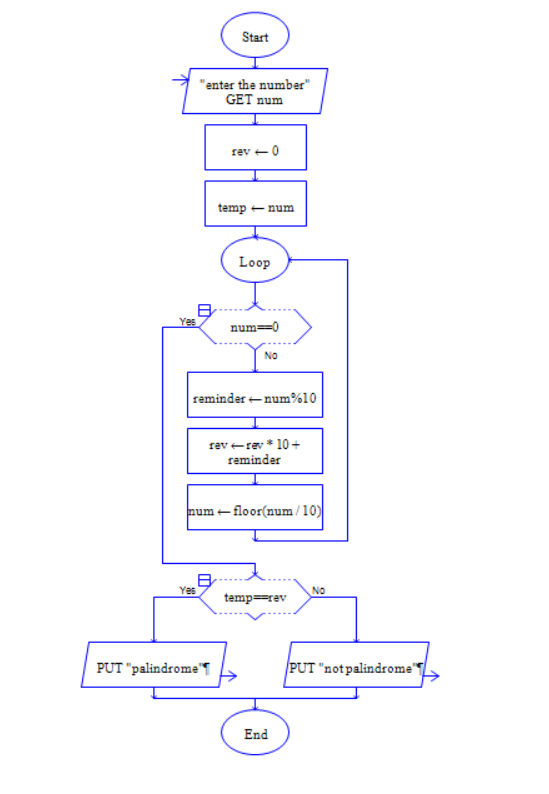 Start
"enter the number"
GET num
rev ← 0
temp ← num
Loop
Yes
num==0
No
reminder ← num%10
rev ← rev * 10 +
reminder
num ← floor(num / 10)
Yes
temp==rev
No
PUT "palindrome"¶
PUT "not palindrome"¶
End